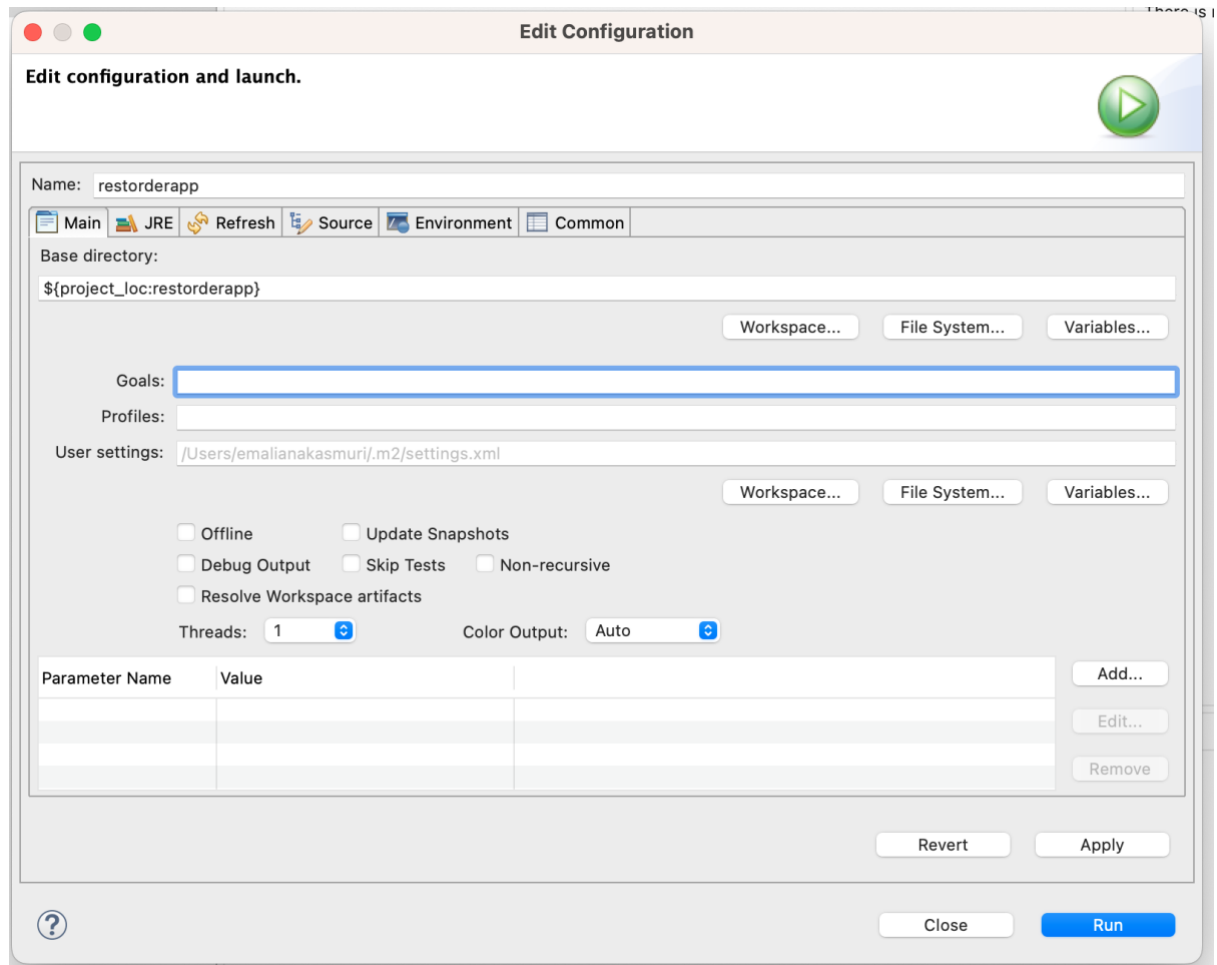 There is
Edit Configuration
Edit configuration and launch.
Name: restorderapp
Main JRE Refresh Source Environment Common
Base directory:
${project_loc:restorderapp}
Workspace... File System... Variables...
Goals:
Profiles:
User settings: /Users/emalianakasmuri/.m2/settings.xml
Workspace... File System... Variables...
Offline Update Snapshots
Debug Output Skip Tests Non-recursive
Resolve Workspace artifacts
Threads: 1 Color Output: Auto
Parameter Name Value Add...
Edit...
Remove
Revert Apply
? Close Run